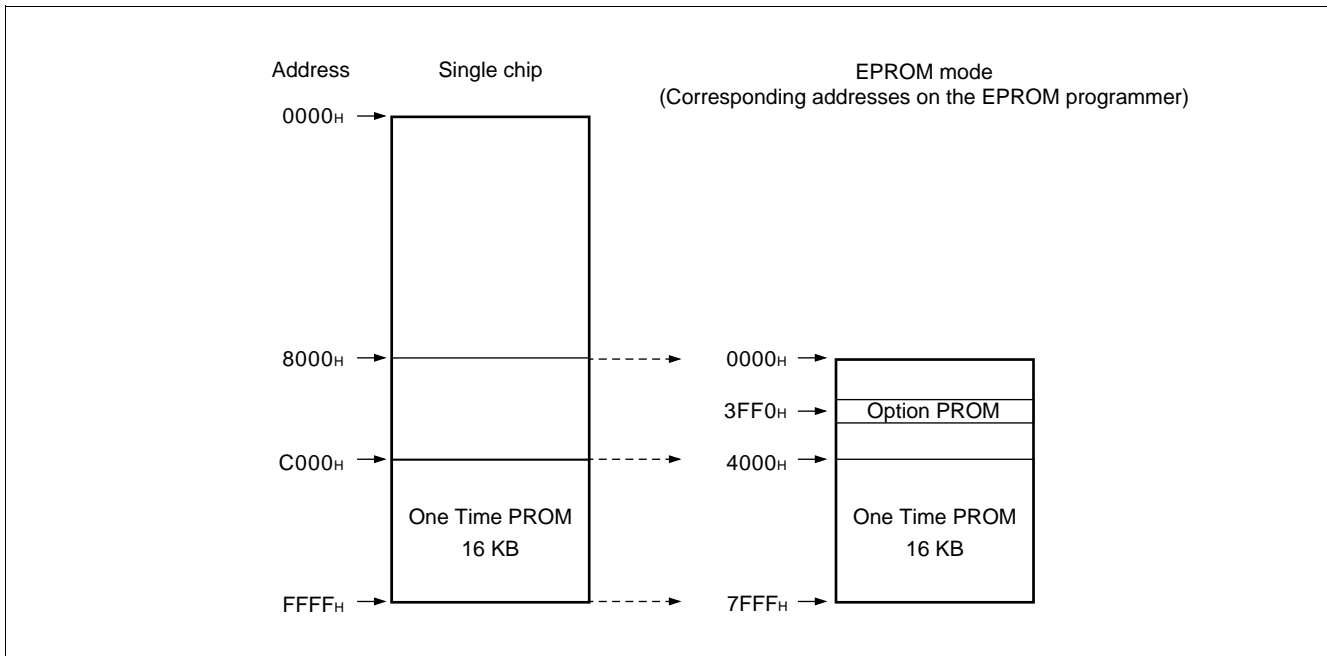 Address
Single chip
EPROM mode
(Corresponding addresses on the EPROM programmer)
0000H
8000H
0000H
3FF0H
Option PROM
C000H
4000H
One Time PROM
16 KB
One Time PROM
16 KB
FFFFH
7FFFH